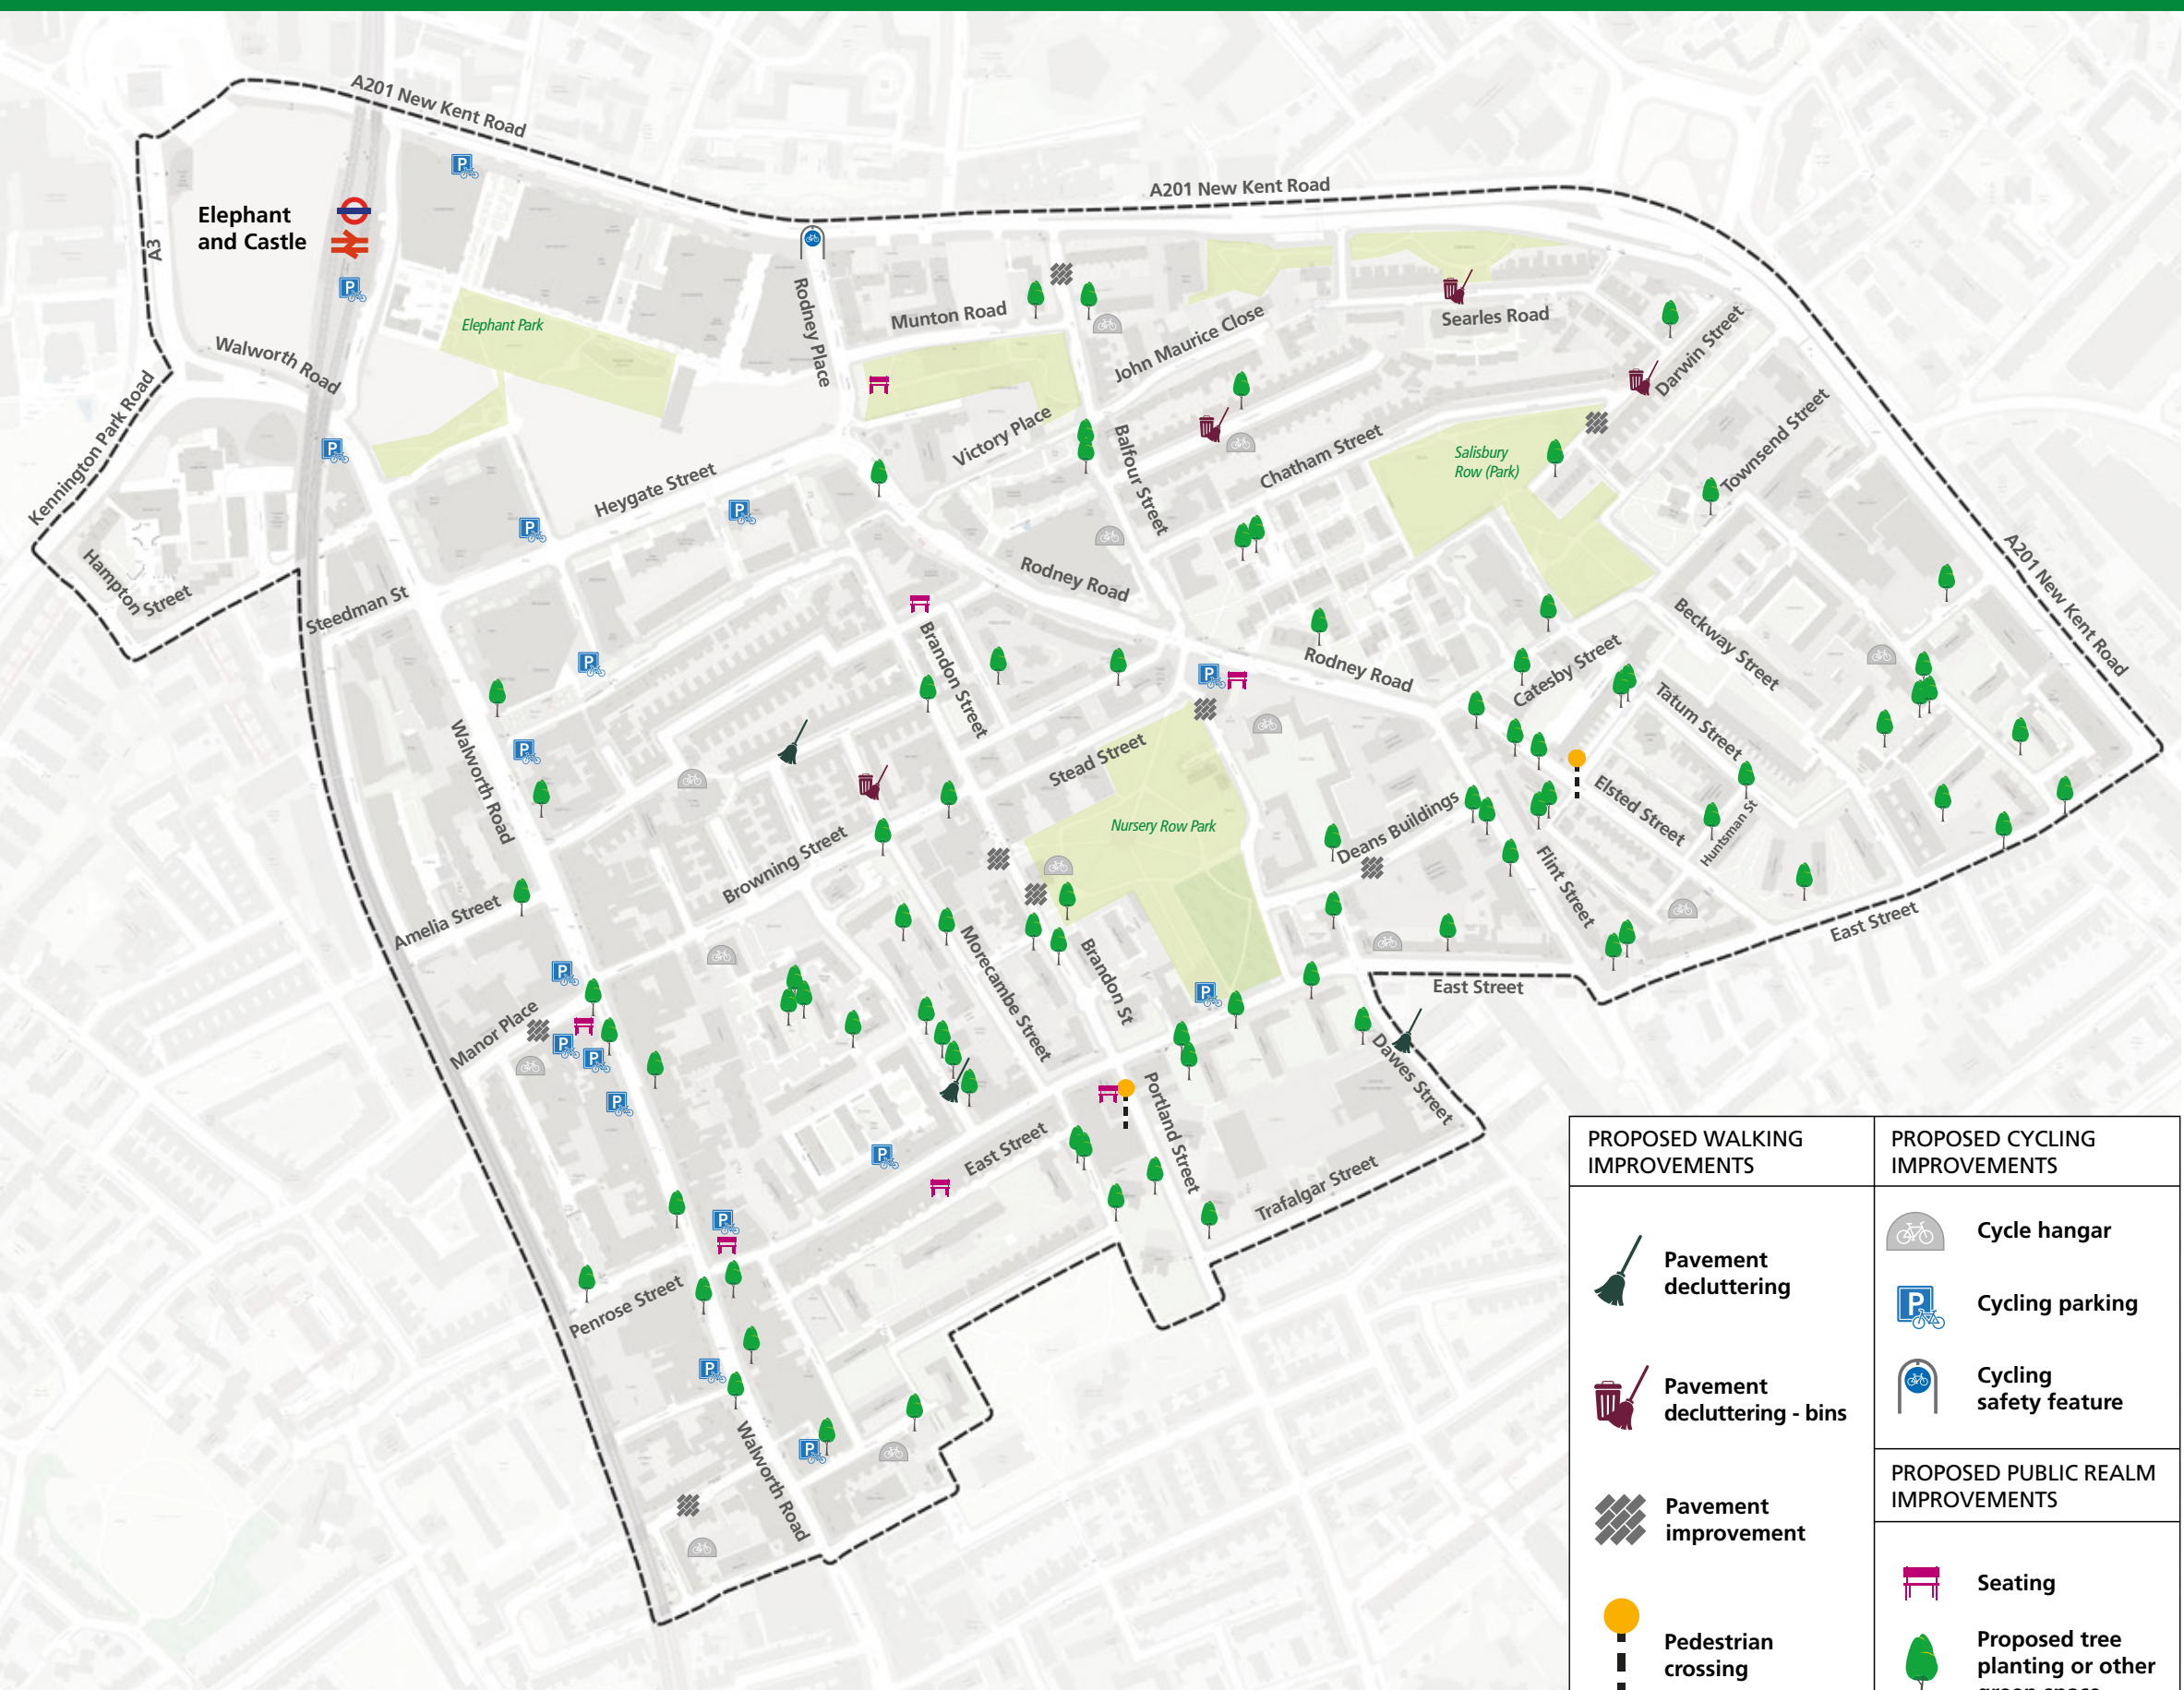 A201 New Kent Road
A201 New Kent Road
Elephant
and Castle
A3
P
P
Elephant Park
Rodney Place
Munton Road
John Maurice Close
Searles Road
Darwin Street
Walworth Road
Kennington Park Road
P
Victory Place
Balfour Street
Chatham Street
Salisbury
Row (Park)
Townsend Street
Heygate Street
P
P
A201 New Kent Road
Hampton Street
Steedman St
Rodney Road
Brandon Street
Rodney Road
Catesby Street
Beckway Street
P
P
Tatum Street
Walworth Road
P
Stead Street
Elsted Street
Nursery Row Park
Deans Buildings
Huntsman St
Browning Street
Flint Street
Amelia Street
East Street
Morecambe Street
Brandon St
P
P
East Street
Manor Place
P
P
P
Dawes Street
Portland Street
East Street
P
Trafalgar Street
P
Penrose Street
P
P
Walworth Road
PROPOSED WALKING
IMPROVEMENTS
Pavement
decluttering
Pavement
decluttering - bins
Pavement
improvement
Pedestrian
crossing
PROPOSED CYCLING
IMPROVEMENTS
Cycle hangar
P
Cycling parking
Cycling
safety feature
PROPOSED PUBLIC REALM
IMPROVEMENTS
Seating
Proposed tree
planting or other
green space